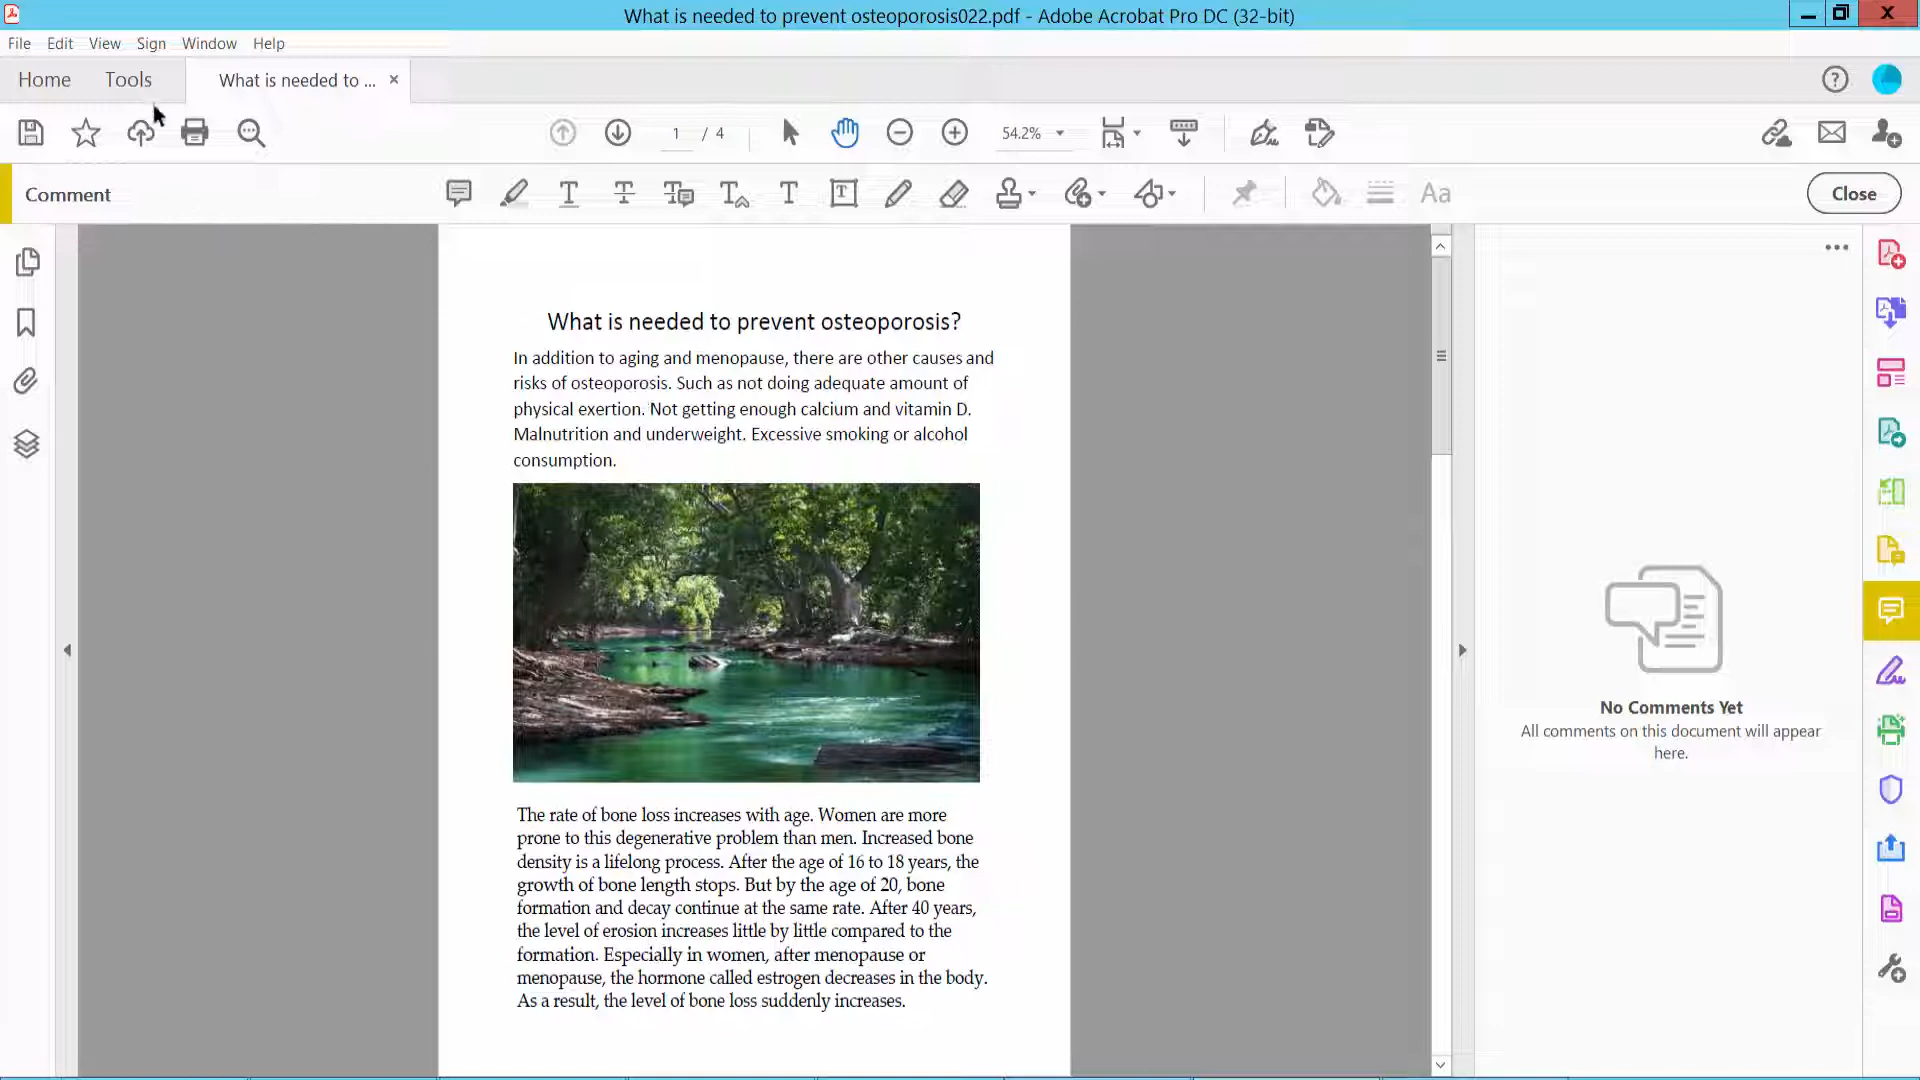 What is needed to prevent osteoporosis022.pdf - Adobe Acrobat Pro DC (32-bit)
File Edit View Sign Window Help
Home Tools What is needed to ... ×
1 / 4 54.2%
Comment Close
What is needed to prevent osteoporosis?
In addition to aging and menopause, there are other causes and
risks of osteoporosis. Such as not doing adequate amount of
physical exertion. Not getting enough calcium and vitamin D.
Malnutrition and underweight. Excessive smoking or alcohol
consumption.
The rate of bone loss increases with age. Women are more
prone to this degenerative problem than men. Increased bone
density is a lifelong process. After the age of 16 to 18 years, the
growth of bone length stops. But by the age of 20, bone
formation and decay continue at the same rate. After 40 years,
the level of erosion increases little by little compared to the
formation. Especially in women, after menopause or
menopause, the hormone called estrogen decreases in the body.
As a result, the level of bone loss suddenly increases.
No Comments Yet
All comments on this document will appear
here.